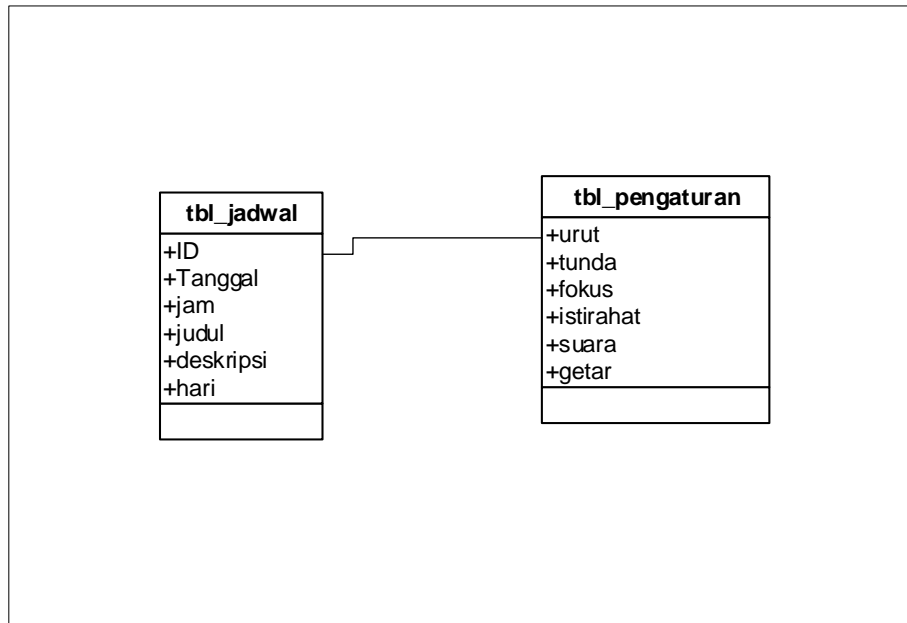 tbl_jadwal
+ID
+Tanggal
+jam
+judul
+deskripsi
+hari
tbl_pengaturan
+urut
+tunda
+fokus
+istirahat
+suara
+getar